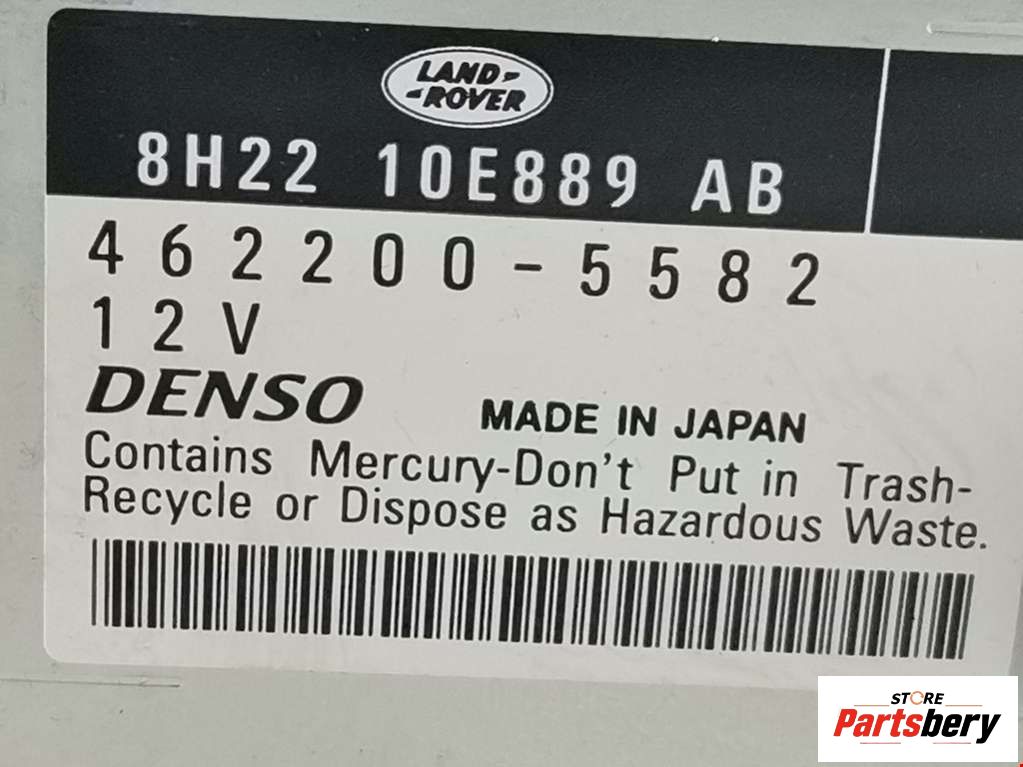 LAND-
-ROVER
8H22 10E889 AB
462200-5582
12V
DENSO MADE IN JAPAN
Contains Mercury-Don't Put in Trash-
Recycle or Dispose as Hazardous Waste.
STORE
Partsbery